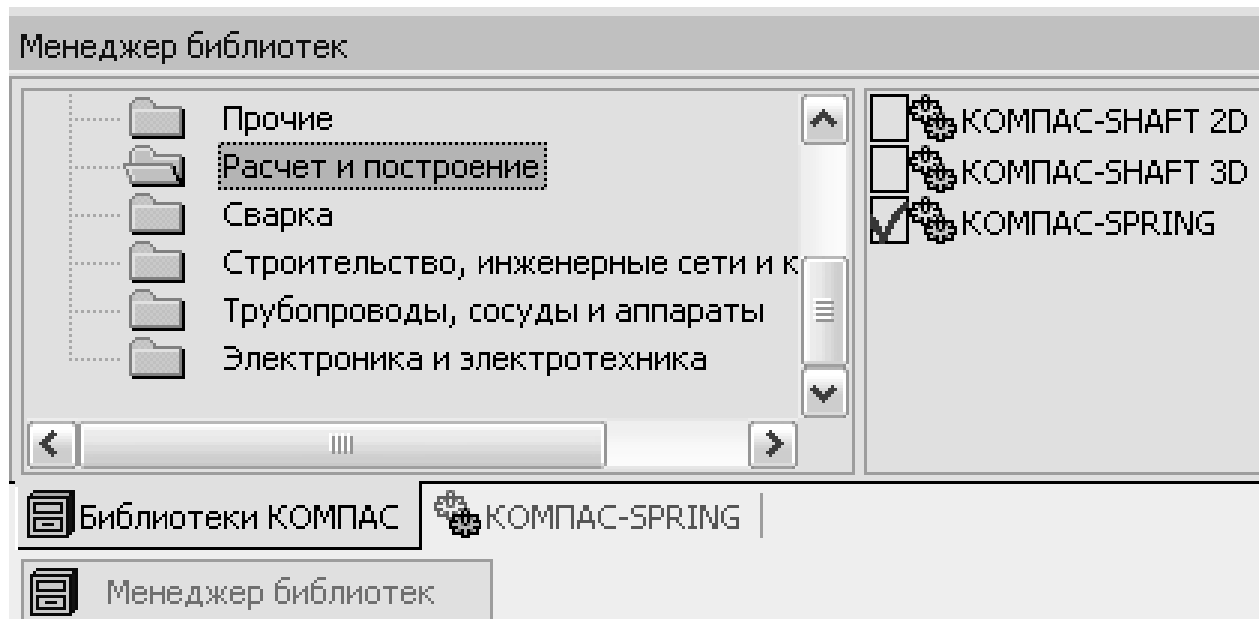 Менеджер библиотек
Прочие
Расчет и построение
Сварка
Строительство, инженерные сети и к
Трубопроводы, сосуды и аппараты
Электроника и электротехника
КОМПАС-SHAFT 2D
КОМПАС-SHAFT 3D
КОМПАС-SPRING
Библиотеки КОМПАС
КОМПАС-SPRING
Менеджер библиотек